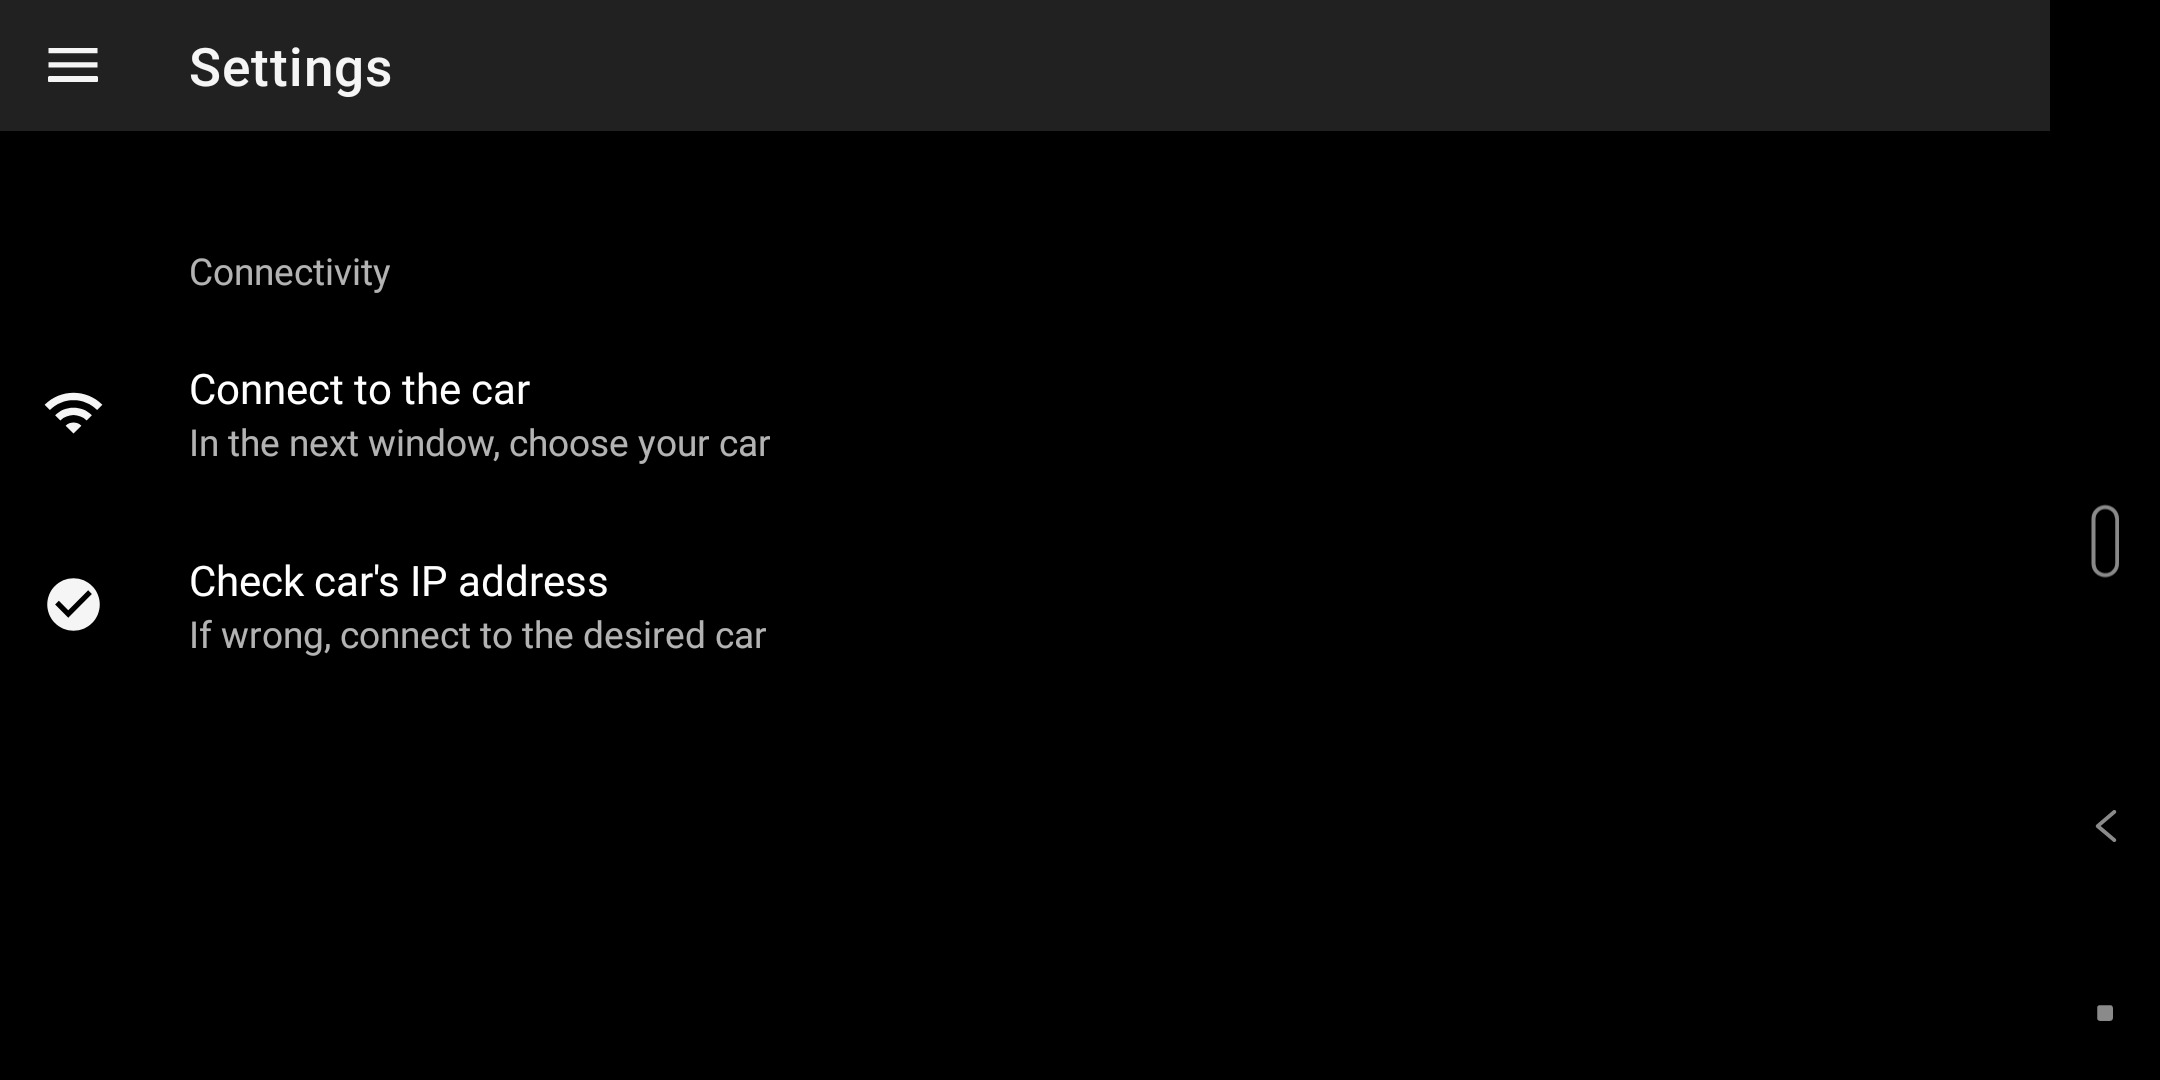 Settings
Connectivity
Connect to the car
In the next window, choose your car
Check car's IP address
If wrong, connect to the desired car